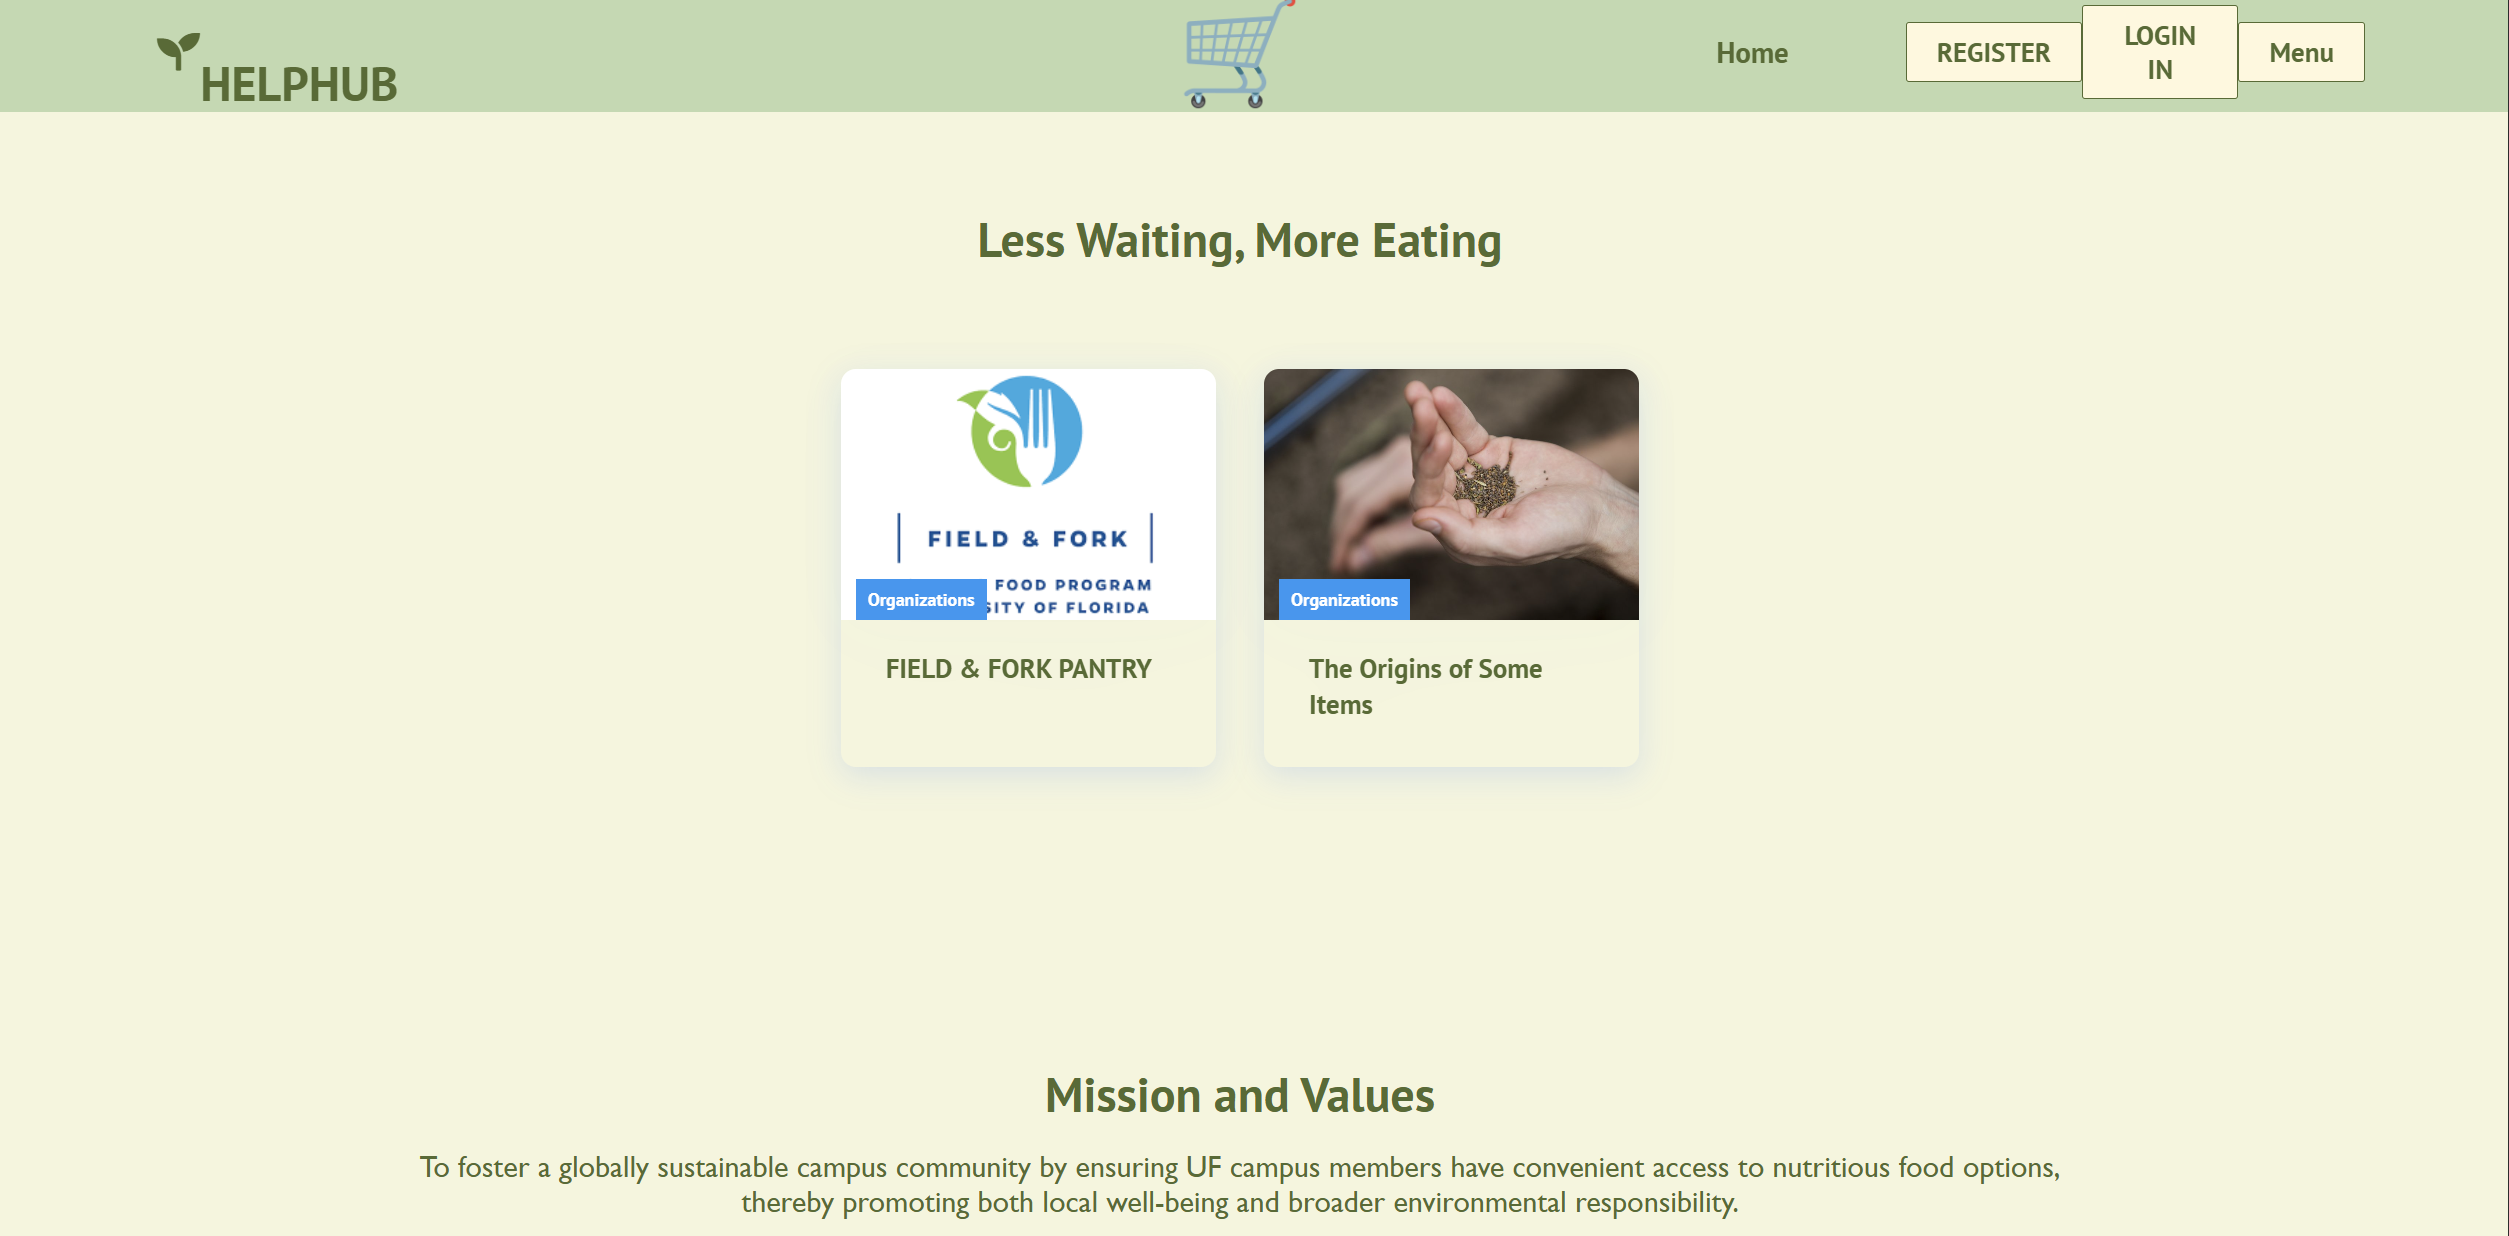 HELPHUB
Home
REGISTER
LOGIN
IN
Menu
Less Waiting, More Eating
FIELD & FORK
FOOD PROGRAM
OF FLORIDA
Organizations
FIELD & FORK PANTRY
Organizations
The Origins of Some
Items
Mission and Values
To foster a globally sustainable campus community by ensuring UF campus members have convenient access to nutritious food options,
thereby promoting both local well-being and broader environmental responsibility.